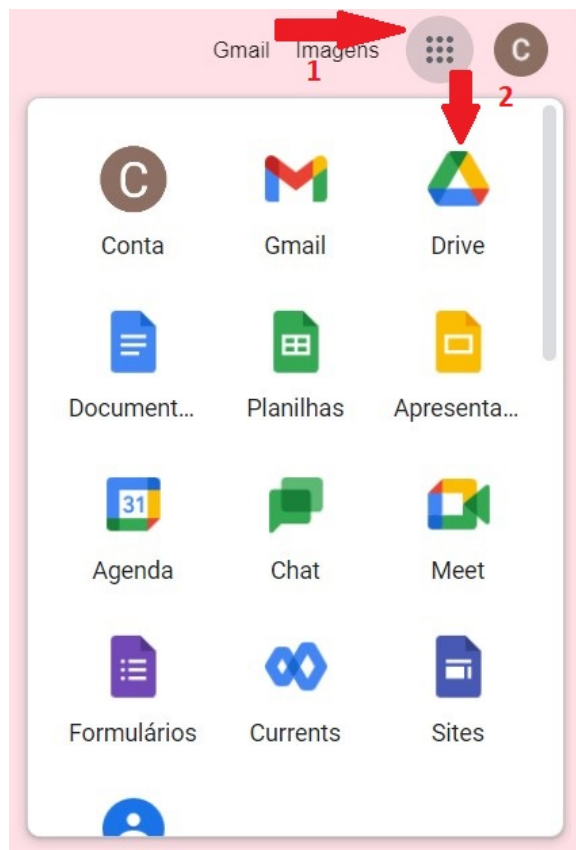 Gmail Imagens
1
C
2
C
Conta Gmail Drive
Document... Planilhas Apresenta...
31
Agenda Chat Meet
Formulários Currents Sites